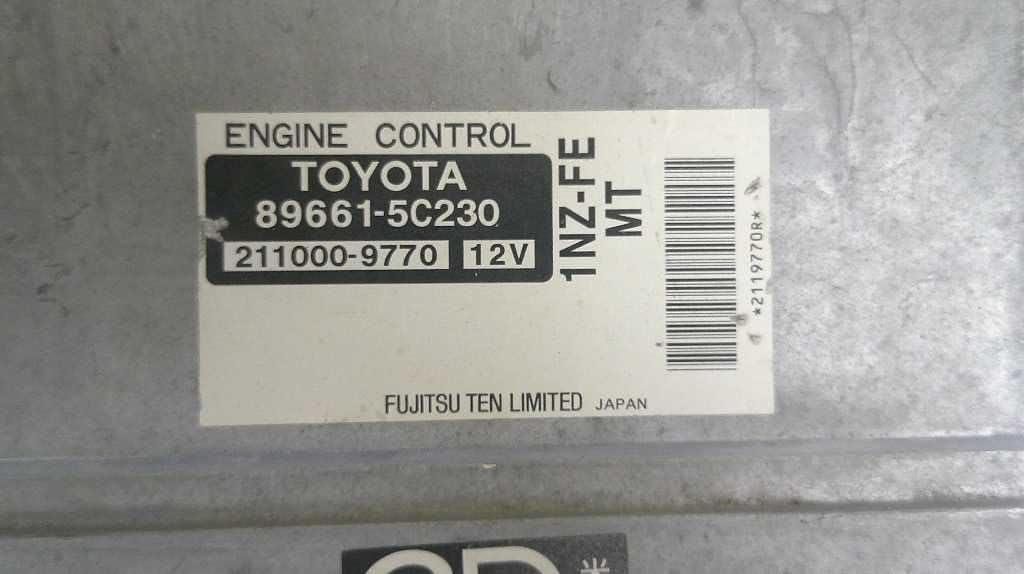 ENGINE CONTROL
TOYOTA
89661-5C230
211000-9770 12V
1NZ-FE
MT
*2119770R*
FUJITSU TEN LIMITED JAPAN